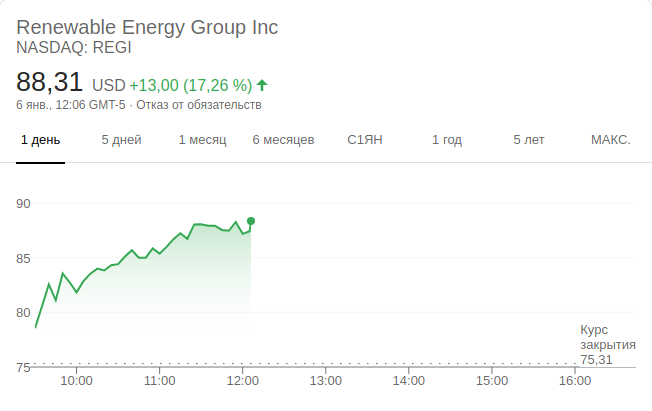 Renewable Energy Group Inc
NASDAQ: REGI
88,31 USD +13,00 (17,26 %)
6 янв., 12:06 GMT-5 · Отказ от обязательств
1 день 5 дней 1 месяц 6 месяцев С1ЯН 1 год 5 лет МАКС.
90
85
80
Курс
закрытия
75,31
75
10:00 11:00 12:00 13:00 14:00 15:00 16:00